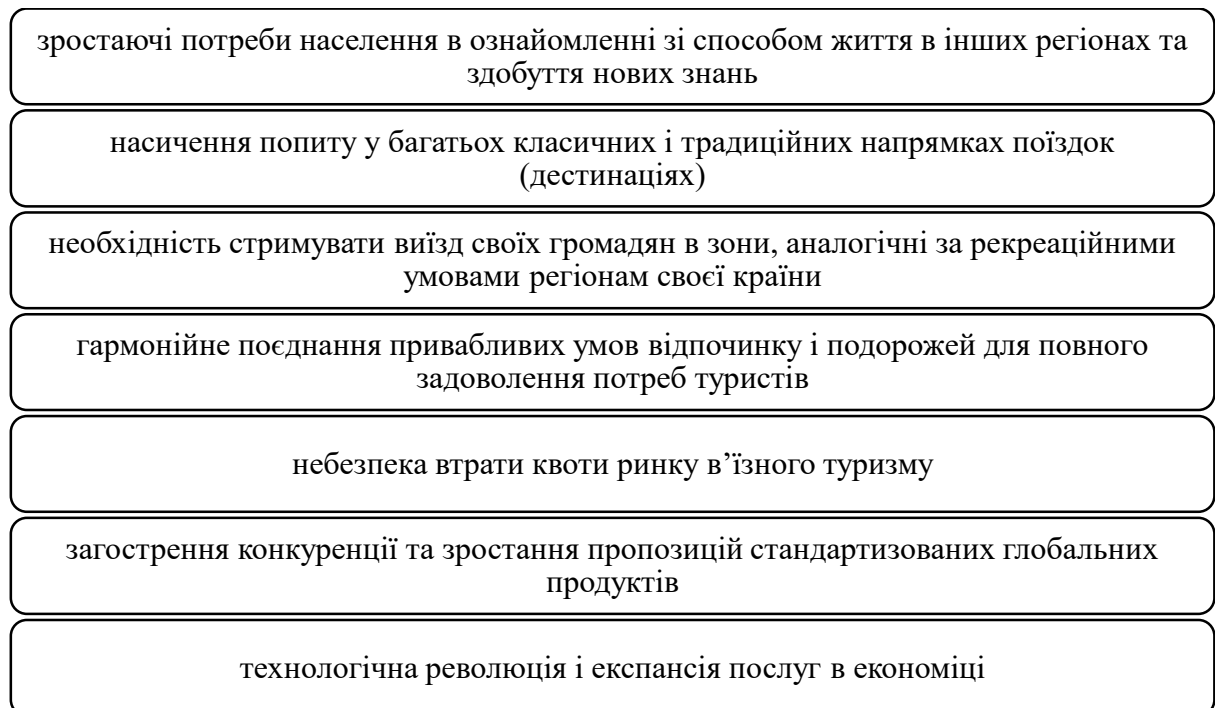 зростаючі потреби населення в ознайомленні зі способом життя в інших регіонах та
здобуття нових знань
насичення попиту у багатьох класичних і традиційних напрямках поїздок
(дестинаціях)
необхідність стримувати виїзд своїх громадян в зони, аналогічні за рекреаційними
умовами регіонам своєї країни
гармонійне поєднання привабливих умов відпочинку і подорожей для повного
задоволення потреб туристів
небезпека втрати квоти ринку в’їзного туризму
загострення конкуренції та зростання пропозицій стандартизованих глобальних
продуктів
технологічна революція і експансія послуг в економіці